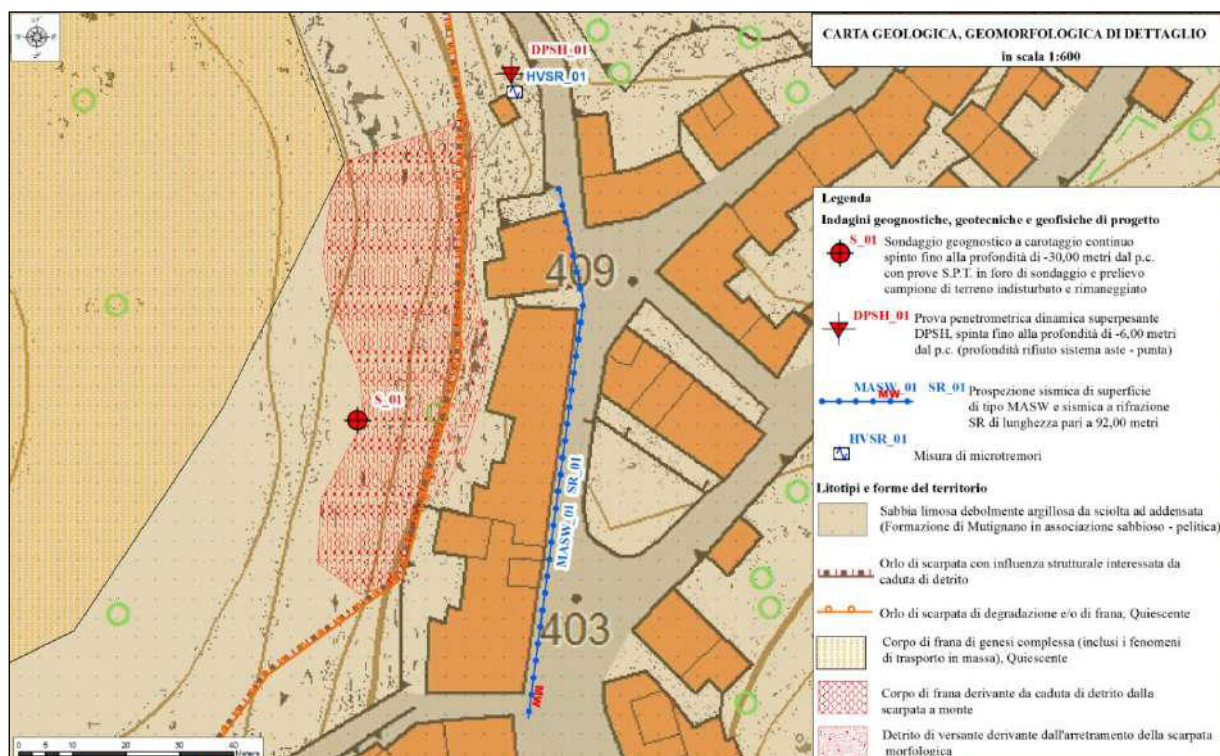 CARTA GEOLOGICA, GEOMORFOLOGICA DI DETTAGLIO
in scala 1:600
DPSH_01
HVSR_01
409
S_01
MASW_01 SR_01
403
MW
0 5 10 20 30 40
Legenda
Indagini geognostiche, geotecniche e geofisiche di progetto
S_01 Sondaggio geognostico a carotaggio continuo
spinto fino alla profondità di -30,00 metri dal p.c.
con prove S.P.T. in foro di sondaggio e prelievo
campione di terreno indisturbato e rimaneggiato
DPSH_01 Prova penetrometrica dinamica superpesante
DPSH, spinta fino alla profondità di -6,00 metri
dal p.c. (profondità rifiuto sistema aste - punta)
MASW_01 SR_01 Prospezione sismica di superficie
MW
di tipo MASW e sismica a rifrazione
SR di lunghezza pari a 92,00 metri
HVSR_01
Misura di microtremori
Litotipi e forme del territorio
Sabbia limosa debolmente argillosa da sciolta ad addensata
(Formazione di Mutignano in associazione sabbioso - pelitica)
Orlo di scarpata con influenza strutturale interessata da
caduta di detrito
Orlo di scarpata di degradazione e/o di frana, Quiescente
Corpo di frana di genesi complessa (inclusi i fenomeni
di trasporto in massa), Quiescente
Corpo di frana derivante da caduta di detrito dalla
scarpata a monte
Detrito di versante derivante dall'arretramento della scarpata
morfologica